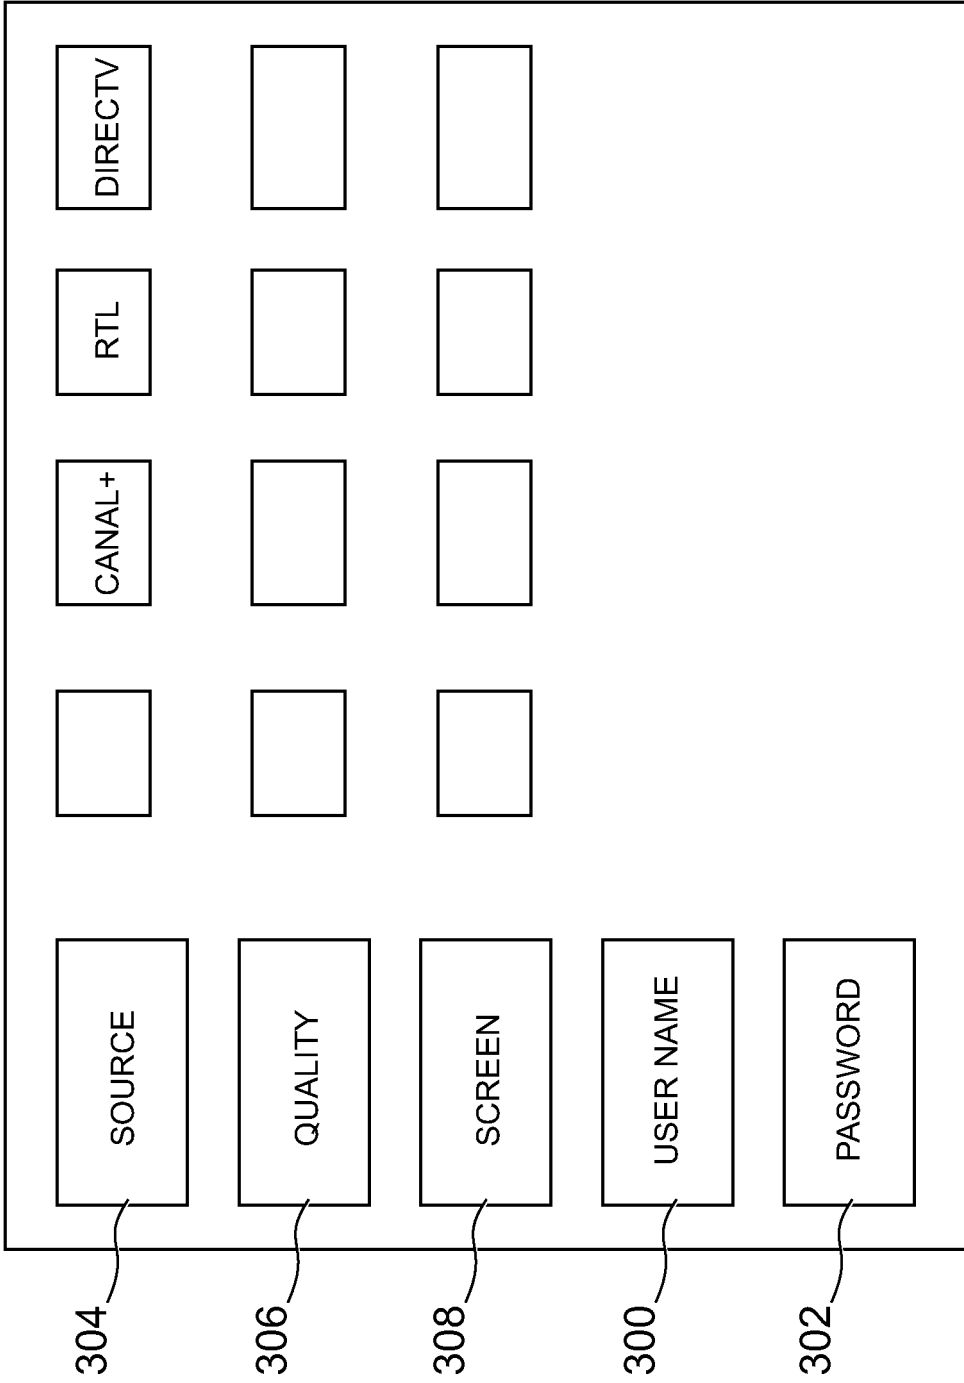 304 SOURCE CANAL+ RTL DIRECTV
306 QUALITY
308 SCREEN
300 USER NAME
302 PASSWORD